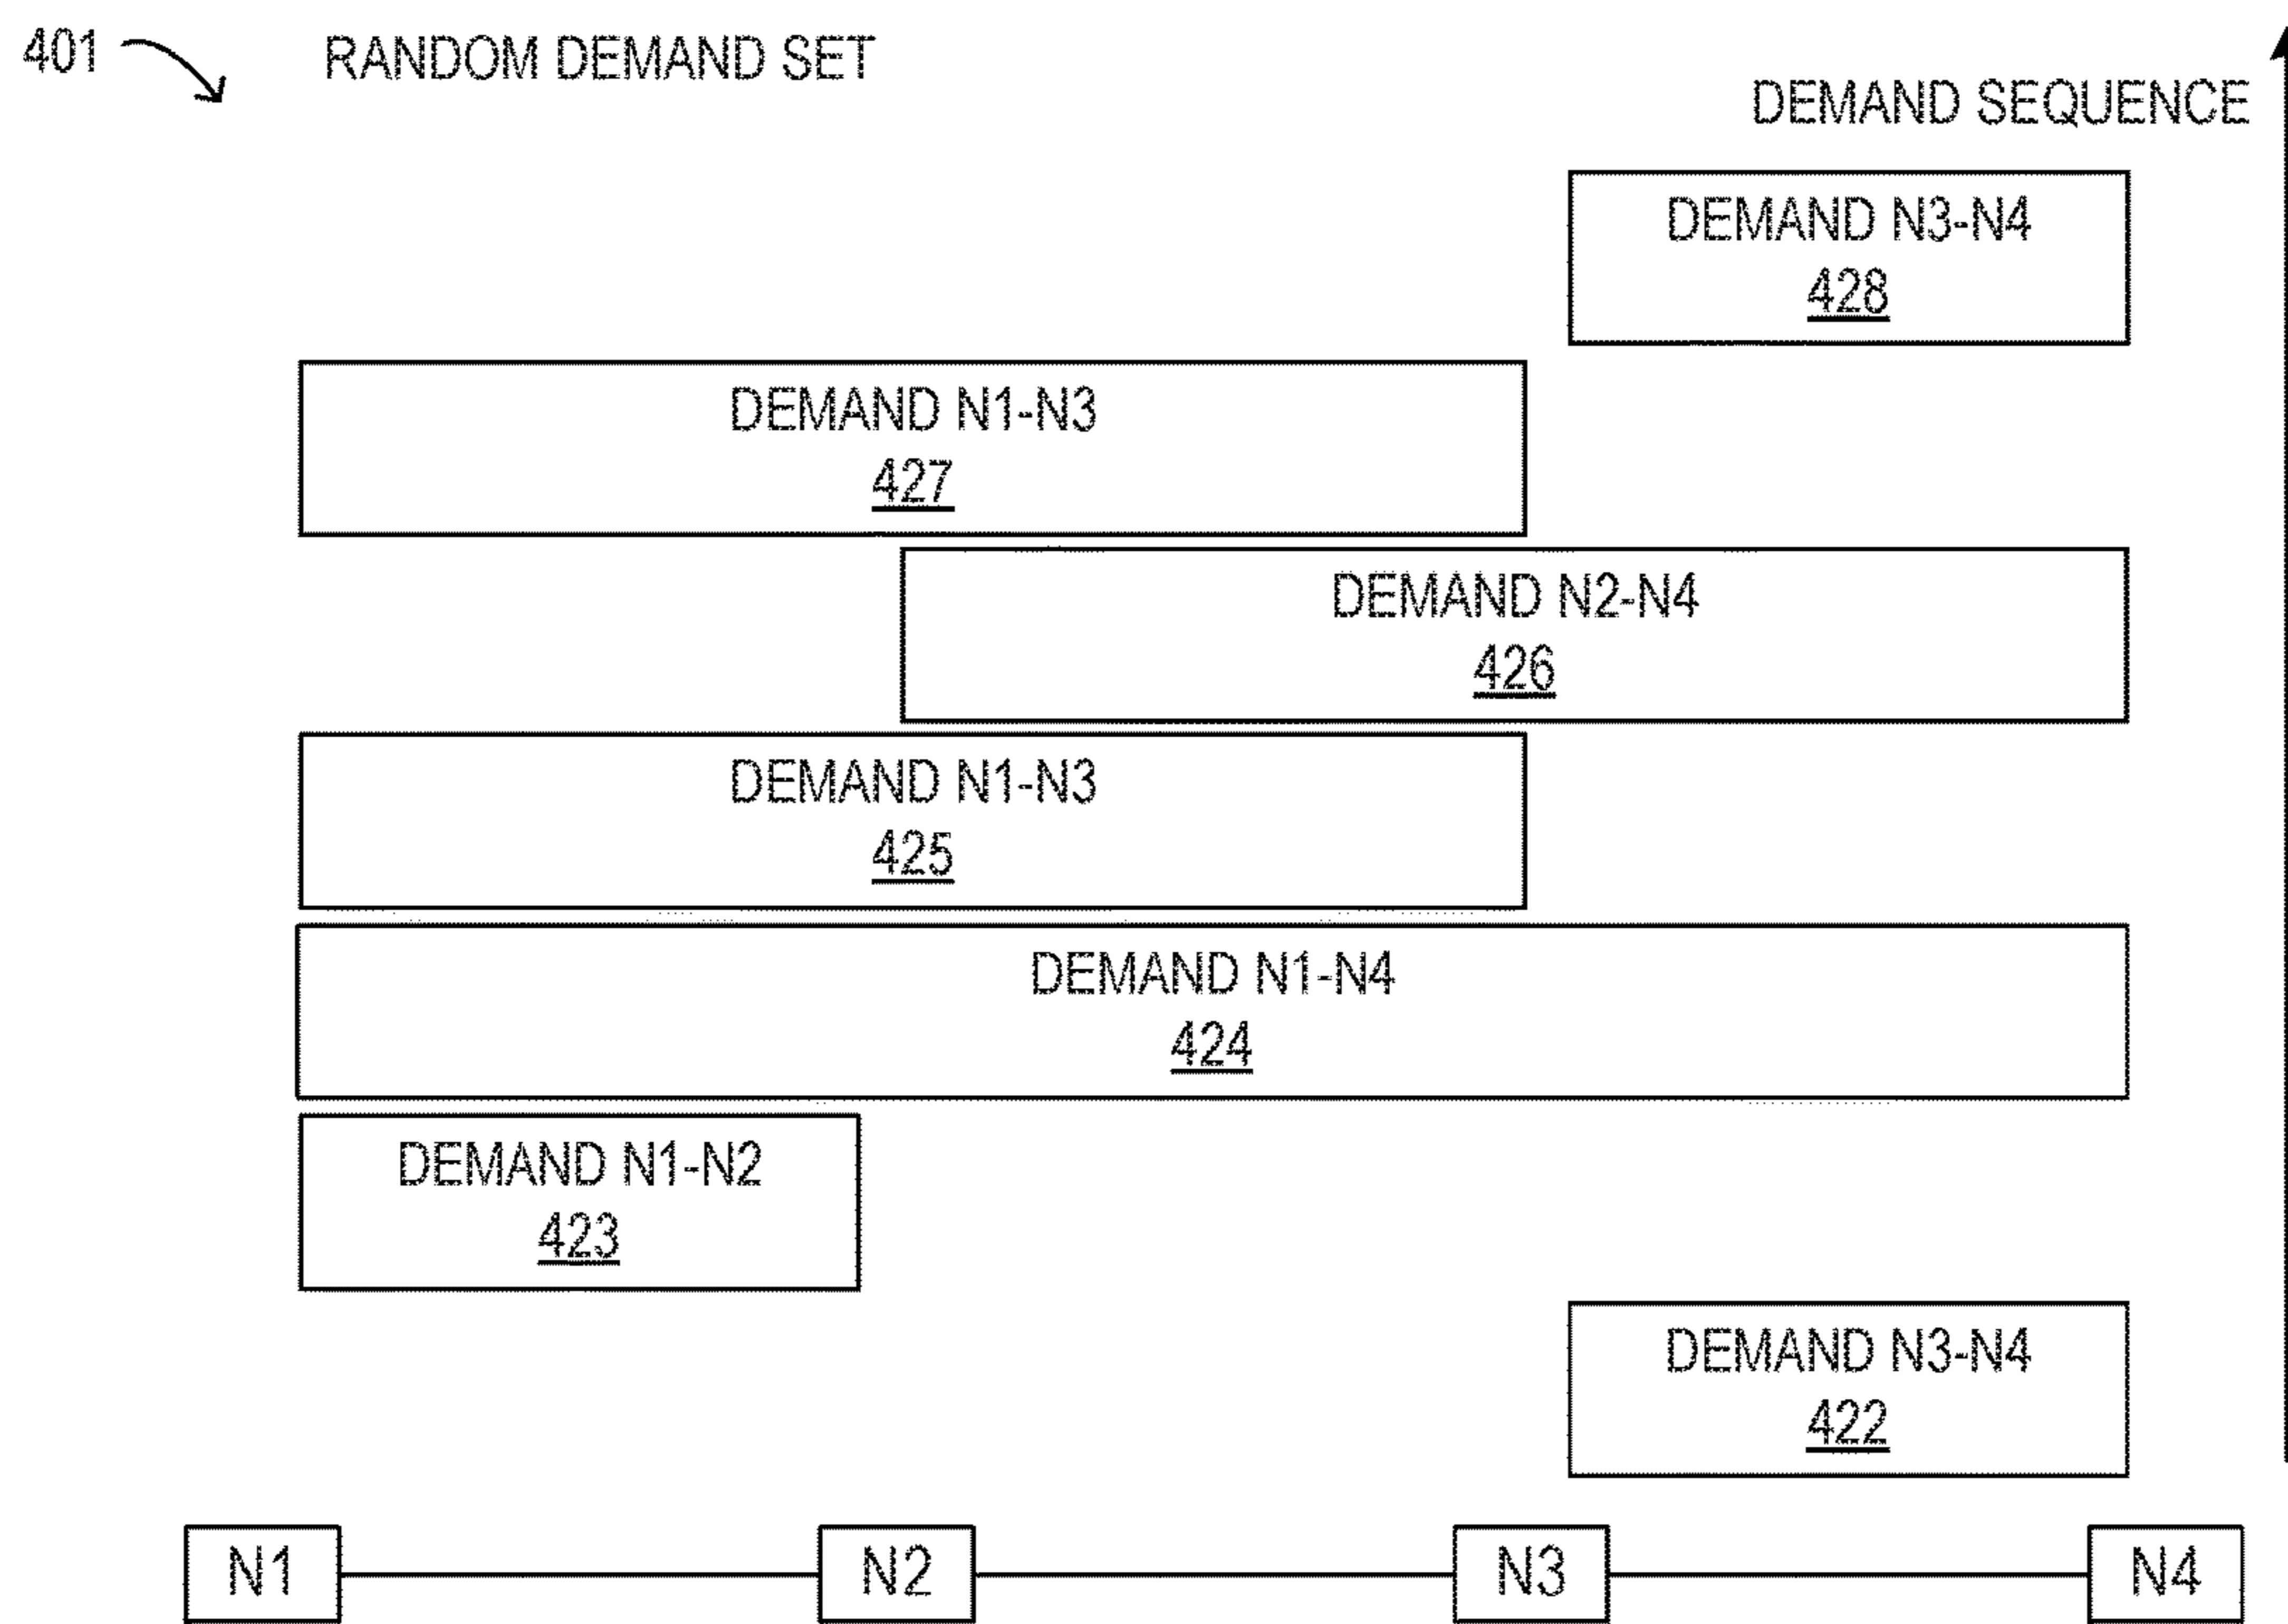 401
RANDOM DEMAND SET
DEMAND SEQUENCE
DEMAND N3-N4
428
DEMAND N1-N3
427
DEMAND N2-N4
426
DEMAND N1-N3
425
DEMAND N1-N4
424
DEMAND N1-N2
423
DEMAND N3-N4
422
N1
N2
N3
N4